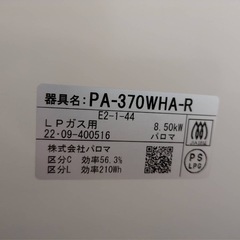 器具名: PA-370WHA-R
E2-1-44
LPガス用 8.50kW
22.09-400516 パロマ
株式会社パロマ
区分C 効率56.3%
区分L 効率210Wh
PS
LPG